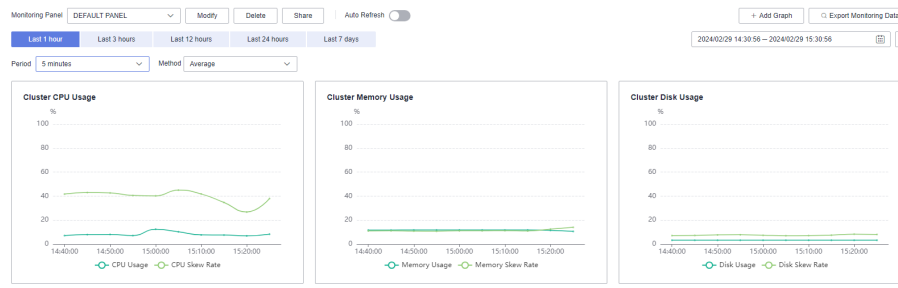 Monitoring Panel DEFAULT PANEL Modify Delete Share Auto Refresh + Add Graph Export Monitoring Data
Last 1 hour Last 3 hours Last 12 hours Last 24 hours Last 7 days 2024/02/29 14:30:56 — 2024/02/29 15:30:56
Period 5 minutes Method Average
Cluster CPU Usage
%
100
80
60
40
20
0
14:40:00 14:50:00 15:00:00 15:10:00 15:20:00
CPU Usage CPU Skew Rate
Cluster Memory Usage
%
100
80
60
40
20
0
14:40:00 14:50:00 15:00:00 15:10:00 15:20:00
Memory Usage Memory Skew Rate
Cluster Disk Usage
%
100
80
60
40
20
0
14:40:00 14:50:00 15:00:00 15:10:00 15:20:00
Disk Usage Disk Skew Rate